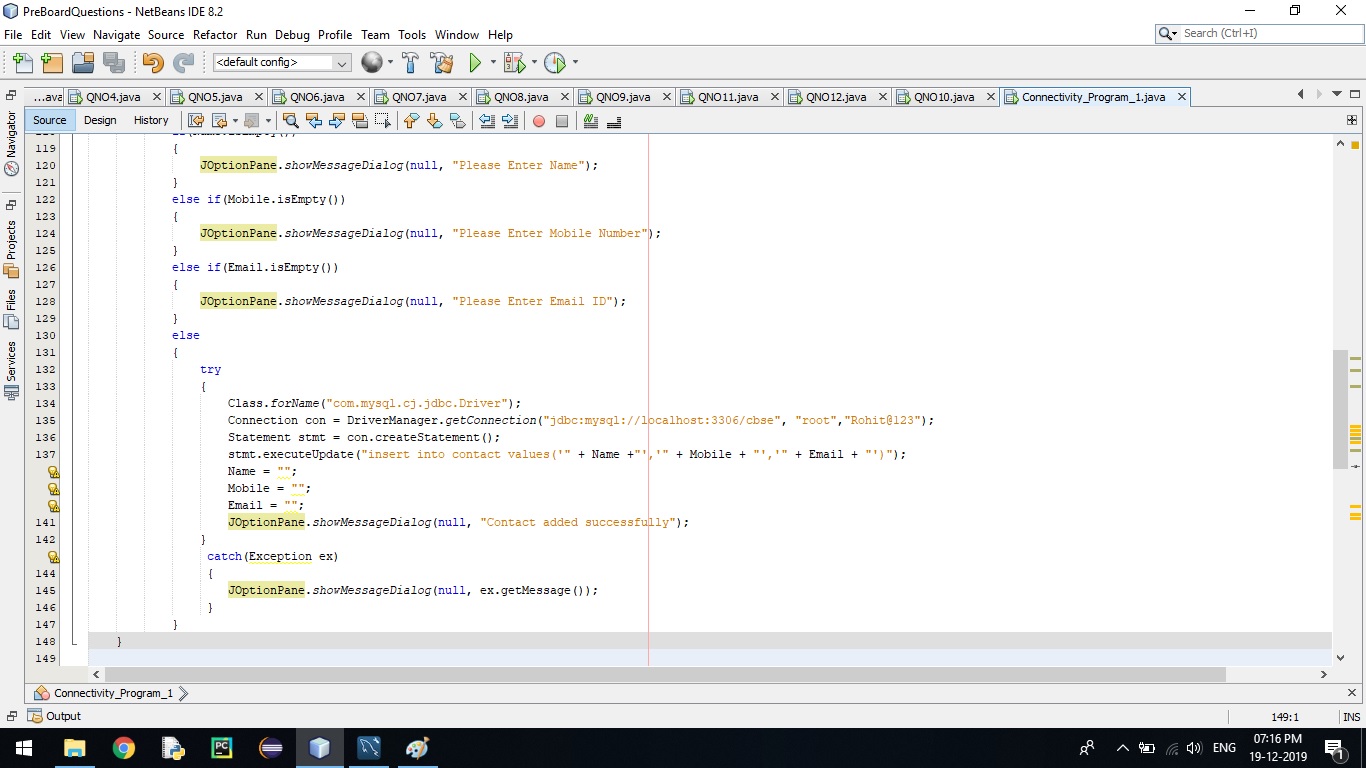 PreBoardQuestions - NetBeans IDE 8.2
File Edit View Navigate Source Refactor Run Debug Profile Team Tools Window Help
Search (Ctrl+I)
<default config>
...ava QNO4.java QNO5.java QNO6.java QNO7.java QNO8.java QNO9.java QNO11.java QNO12.java QNO10.java Connectivity_Program_1.java
Source Design History
Navigator
Projects
Files
Services
119 {
120 JOptionPane.showMessageDialog(null, "Please Enter Name");
121 }
122 else if(Mobile.isEmpty())
123 {
124 JOptionPane.showMessageDialog(null, "Please Enter Mobile Number");
125 }
126 else if(Email.isEmpty())
127 {
128 JOptionPane.showMessageDialog(null, "Please Enter Email ID");
129 }
130 else
131 {
132 try
133 {
134 Class.forName("com.mysql.cj.jdbc.Driver");
135 Connection con = DriverManager.getConnection("jdbc:mysql://localhost:3306/cbse", "root","Rohit@123");
136 Statement stmt = con.createStatement();
137 stmt.executeUpdate("insert into contact values('" + Name +"','" + Mobile + "','" + Email + "')");
Name = "";
Mobile = "";
Email = "";
141 JOptionPane.showMessageDialog(null, "Contact added successfully");
142 }
catch(Exception ex)
144 {
145 JOptionPane.showMessageDialog(null, ex.getMessage());
146 }
147 }
148 }
149
Connectivity_Program_1
Output
149:1 INS
ENG
07:16 PM
19-12-2019
1